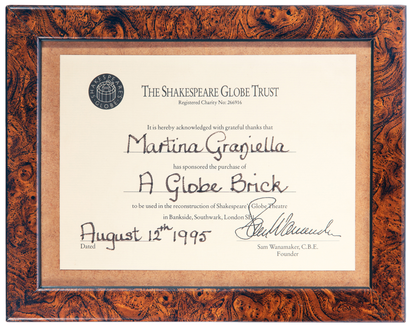 SHAKESPEARE'S GLOBE
THE SHAKESPEARE GLOBE TRUST
Registered Charity No: 266916
It is hereby acknowledged with grateful thanks that
Martina Granjella
has sponsored the purchase of
A Globe Brick
to be used in the reconstruction of Shakespeare's Globe Theatre
in Bankside, Southwark, London
August 12th 1995
Dated
Sam Wanamaker, C.B.E.
Founder